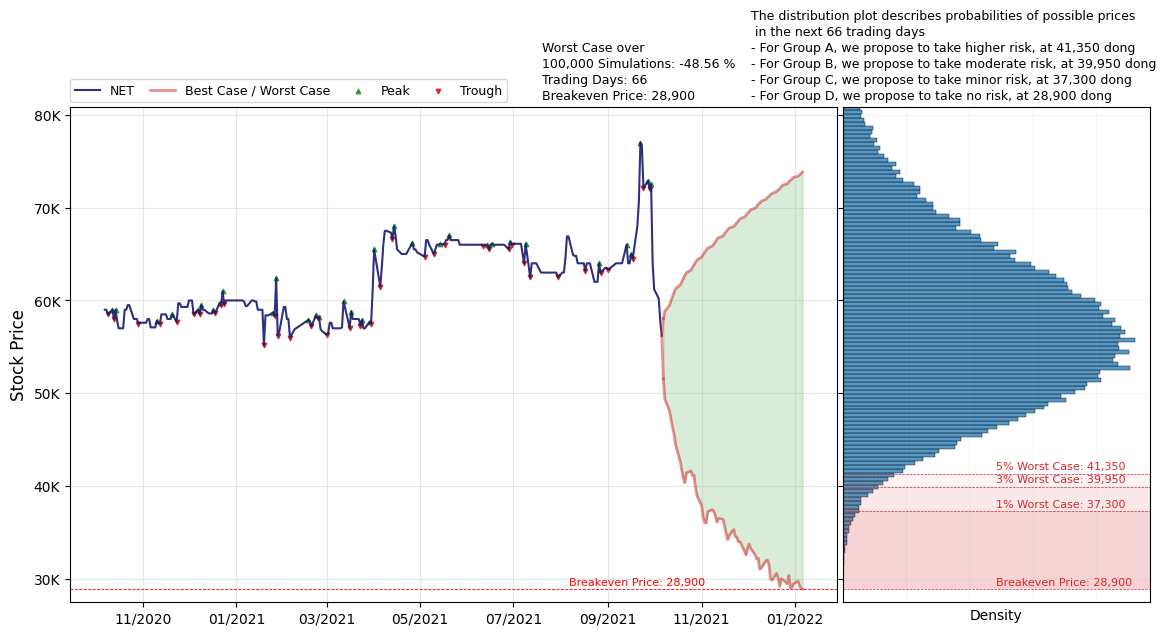 The distribution plot describes probabilities of possible prices
in the next 66 trading days
- For Group A, we propose to take higher risk, at 41,350 dong
- For Group B, we propose to take moderate risk, at 39,950 dong
- For Group C, we propose to take minor risk, at 37,300 dong
- For Group D, we propose to take no risk, at 28,900 dong
Worst Case over
100,000 Simulations: -48.56 %
Trading Days: 66
Breakeven Price: 28,900
NET
Best Case / Worst Case
Peak
Trough
Stock Price
80K
70K
60K
50K
40K
30K
Breakeven Price: 28,900
11/2020
01/2021
03/2021
05/2021
07/2021
09/2021
11/2021
01/2022
5% Worst Case: 41,350
3% Worst Case: 39,950
1% Worst Case: 37,300
Breakeven Price: 28,900
Density